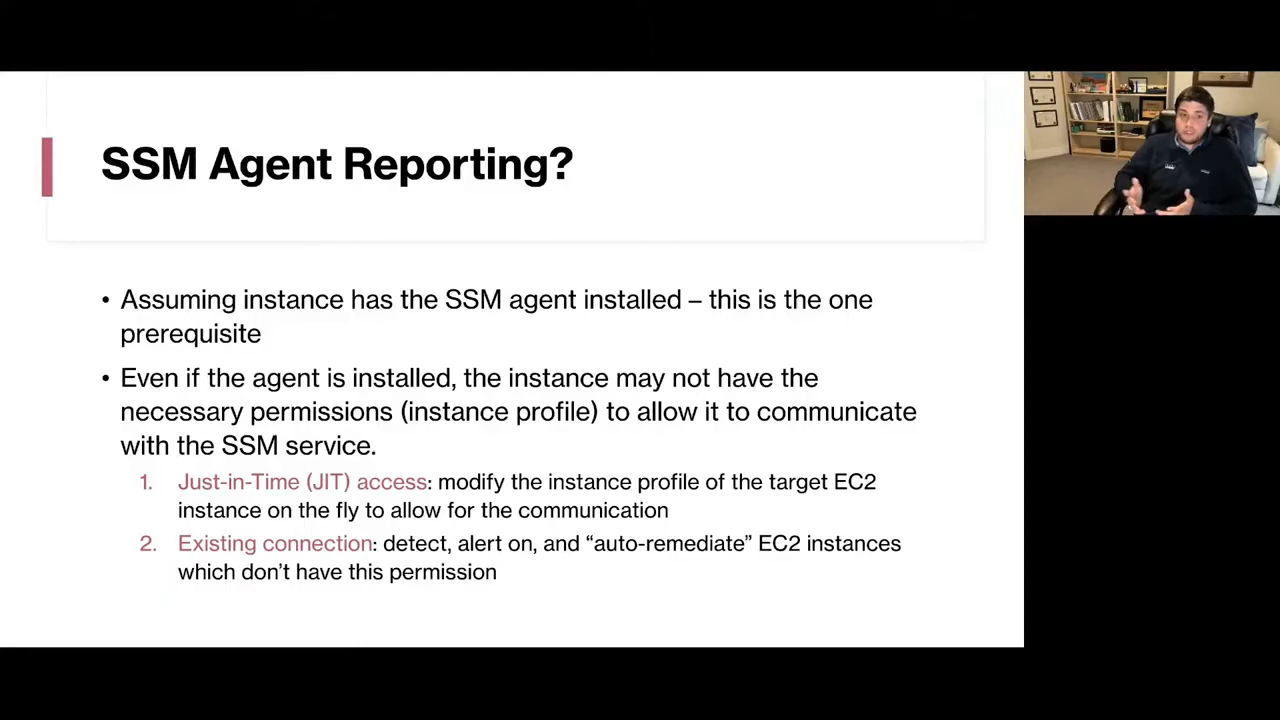 SSM Agent Reporting?
• Assuming instance has the SSM agent installed – this is the one
prerequisite
• Even if the agent is installed, the instance may not have the
necessary permissions (instance profile) to allow it to communicate
with the SSM service.
1. Just-in-Time (JIT) access: modify the instance profile of the target EC2
instance on the fly to allow for the communication
2. Existing connection: detect, alert on, and “auto-remediate” EC2 instances
which don’t have this permission